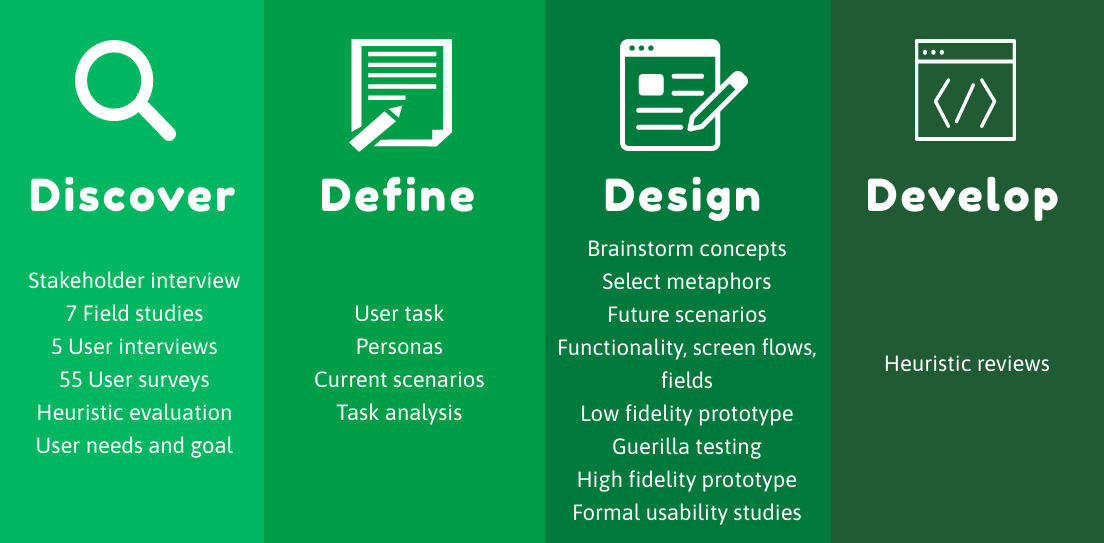 Discover
Stakeholder interview
7 Field studies
5 User interviews
55 User surveys
Heuristic evaluation
User needs and goal
Define
User task
Personas
Current scenarios
Task analysis
Design
Brainstorm concepts
Select metaphors
Future scenarios
Functionality, screen flows,
fields
Low fidelity prototype
Guerilla testing
High fidelity prototype
Formal usability studies
Develop
Heuristic reviews